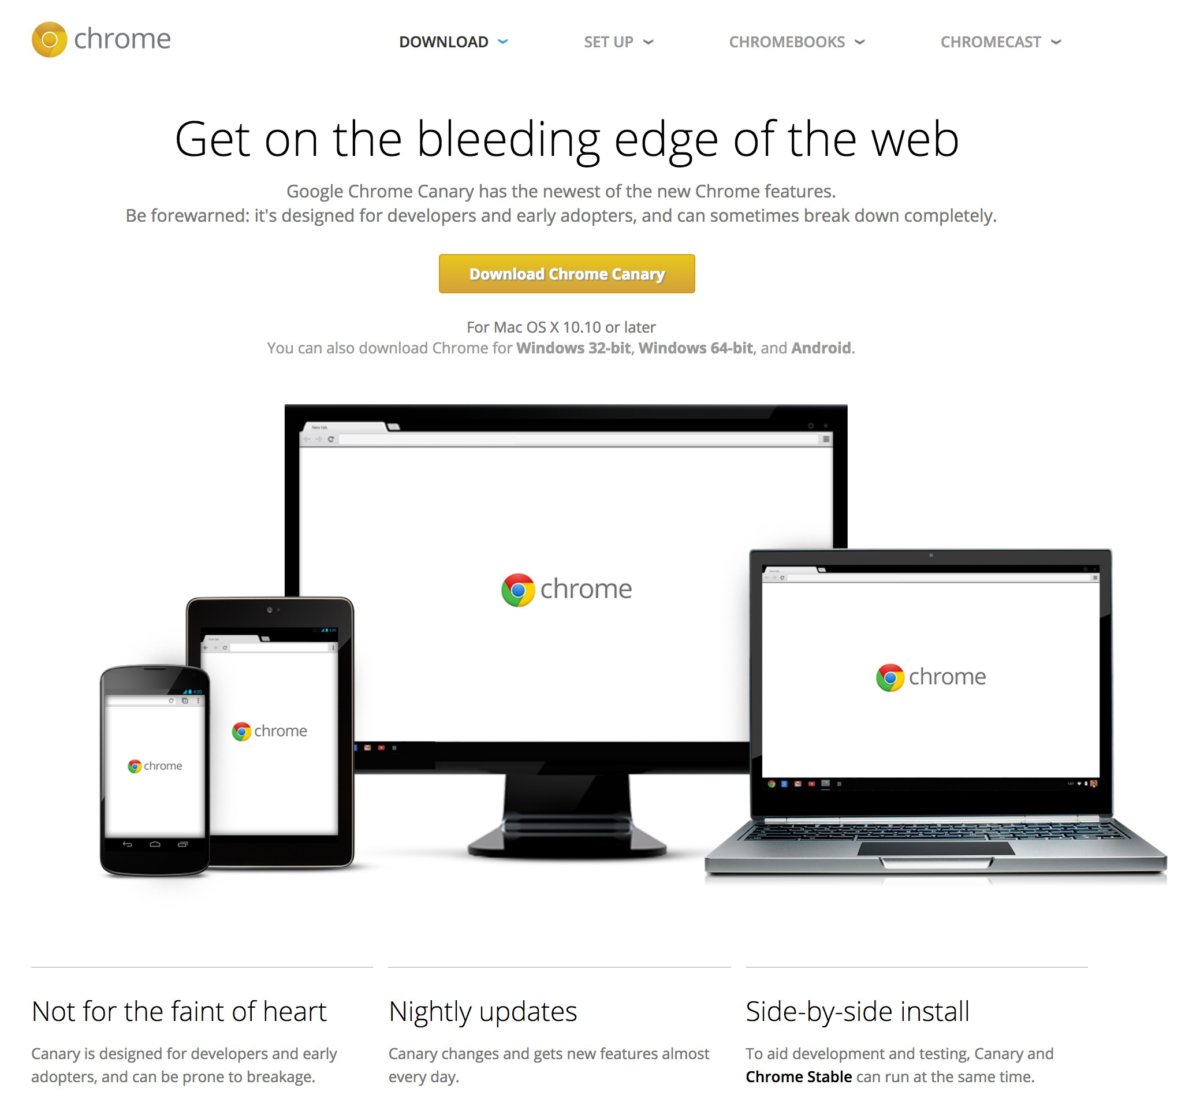 chrome
DOWNLOAD
SET UP
CHROMEBOOKS
CHROMECAST
Get on the bleeding edge of the web
Google Chrome Canary has the newest of the new Chrome features.
Be forewarned: it's designed for developers and early adopters, and can sometimes break down completely.
Download Chrome Canary
For Mac OS X 10.10 or later
You can also download Chrome for Windows 32-bit, Windows 64-bit, and Android.
New tab
chrome
chrome
chrome
chrome
Not for the faint of heart
Canary is designed for developers and early
adopters, and can be prone to breakage.
Nightly updates
Canary changes and gets new features almost
every day.
Side-by-side install
To aid development and testing, Canary and
Chrome Stable can run at the same time.